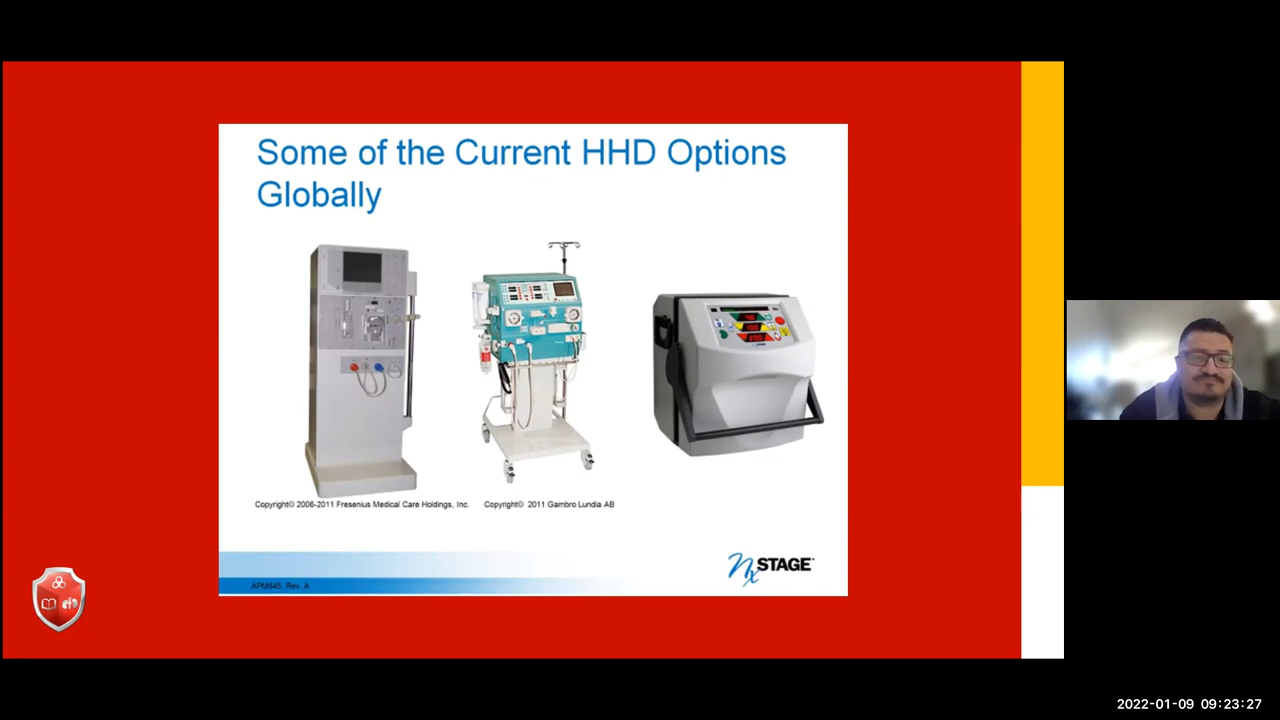 Some of the Current HHD Options
Globally
Copyright© 2006-2011 Fresenius Medical Care Holdings, Inc.
Copyright© 2011 Gambro Lundia AB
NxSTAGE
APM645, Rev. A
2022-01-09 09:23:27